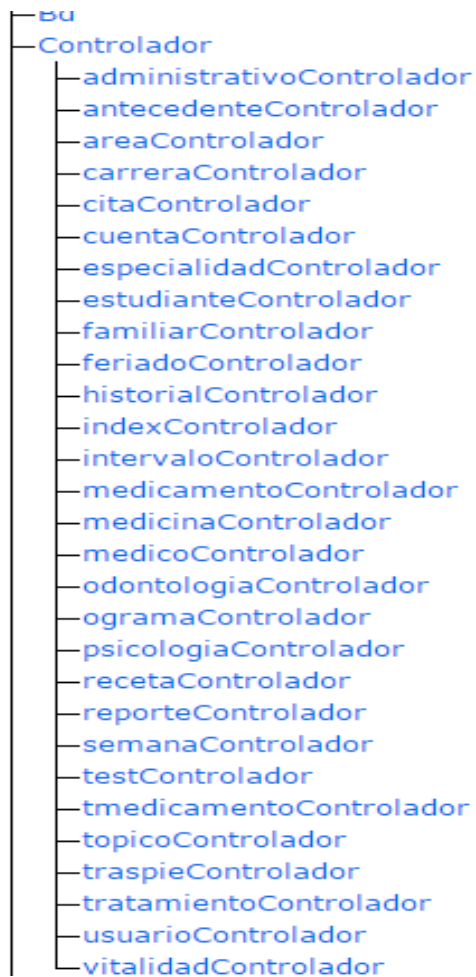 Bd
Controlador
administrativoControlador
antecedenteControlador
areaControlador
carreraControlador
citaControlador
cuentaControlador
especialidadControlador
estudianteControlador
familiarControlador
feriadoControlador
historialControlador
indexControlador
intervaloControlador
medicamentoControlador
medicinaControlador
medicoControlador
odontologiaControlador
ogramaControlador
psicologiaControlador
recetaControlador
reporteControlador
semanaControlador
testControlador
tmedicamentoControlador
topicoControlador
traspieControlador
tratamientoControlador
usuarioControlador
vitalidadControlador